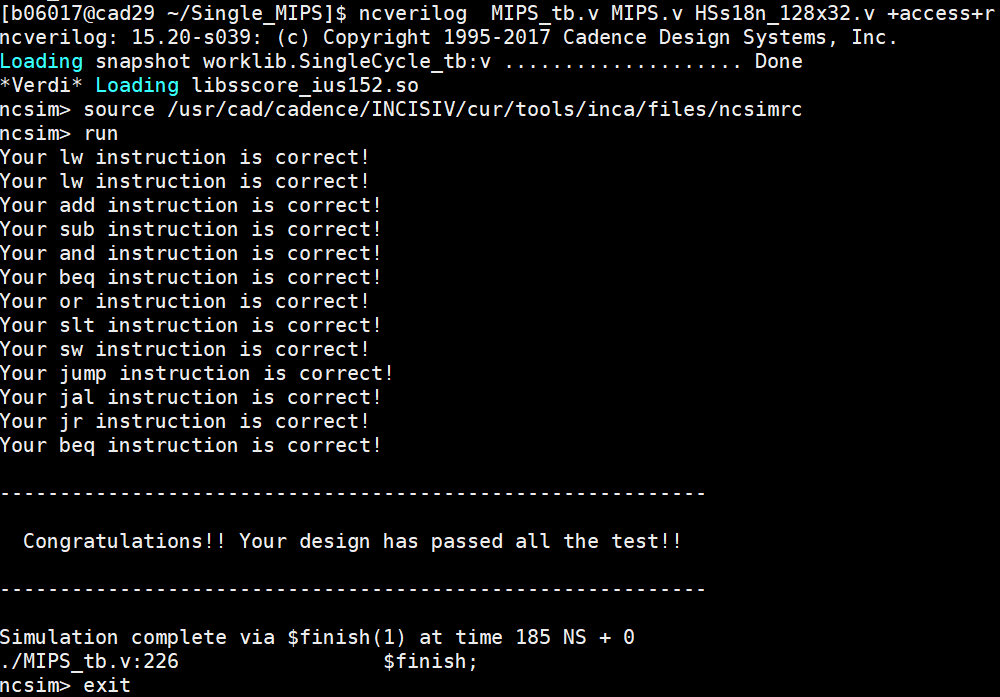 [b06017@cad29 ~/Single_MIPS]$ ncverilog  MIPS_tb.v MIPS.v HSs18n_128x32.v +access+r
ncverilog: 15.20-s039: (c) Copyright 1995-2017 Cadence Design Systems, Inc.
Loading snapshot worklib.SingleCycle_tb:v .................... Done
*Verdi* Loading libsscore_ius152.so
ncsim> source /usr/cad/cadence/INCISIV/cur/tools/inca/files/ncsimrc
ncsim> run
Your lw instruction is correct!
Your lw instruction is correct!
Your add instruction is correct!
Your sub instruction is correct!
Your and instruction is correct!
Your beq instruction is correct!
Your or instruction is correct!
Your slt instruction is correct!
Your sw instruction is correct!
Your jump instruction is correct!
Your jal instruction is correct!
Your jr instruction is correct!
Your beq instruction is correct!
-----------------------------------------------------------
Congratulations!! Your design has passed all the test!!
-----------------------------------------------------------
Simulation complete via $finish(1) at time 185 NS + 0
./MIPS_tb.v:226                 $finish;
ncsim> exit